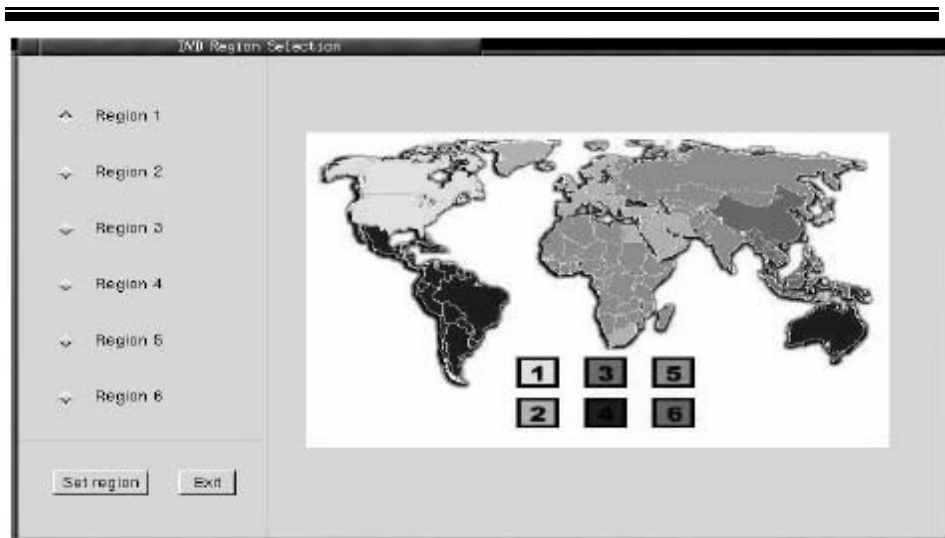 DVD Region Selection
Region 1
Region 2
Region 3
Region 4
Region 5
Region 6
1 3 5
2 4 6
Set region Exit